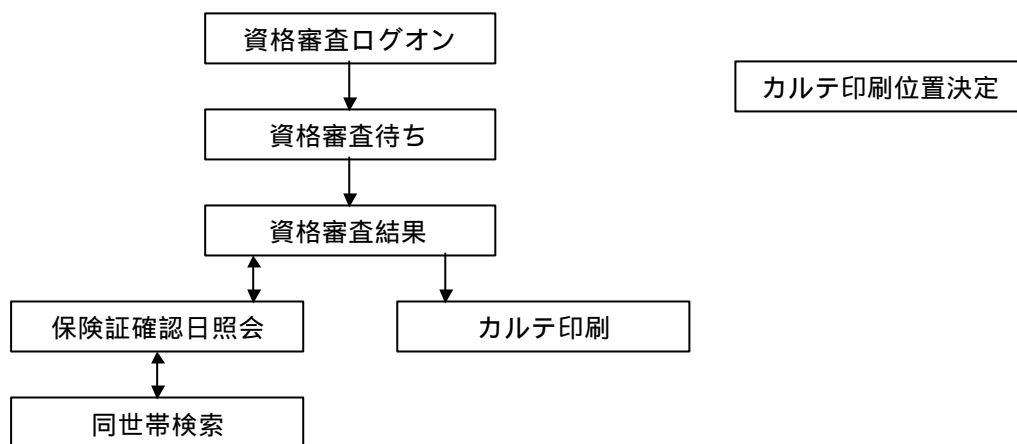 資格審査ログオン
カルテ印刷位置決定
資格審査待ち
資格審査結果
保険証確認日照会
カルテ印刷
同世帯検索